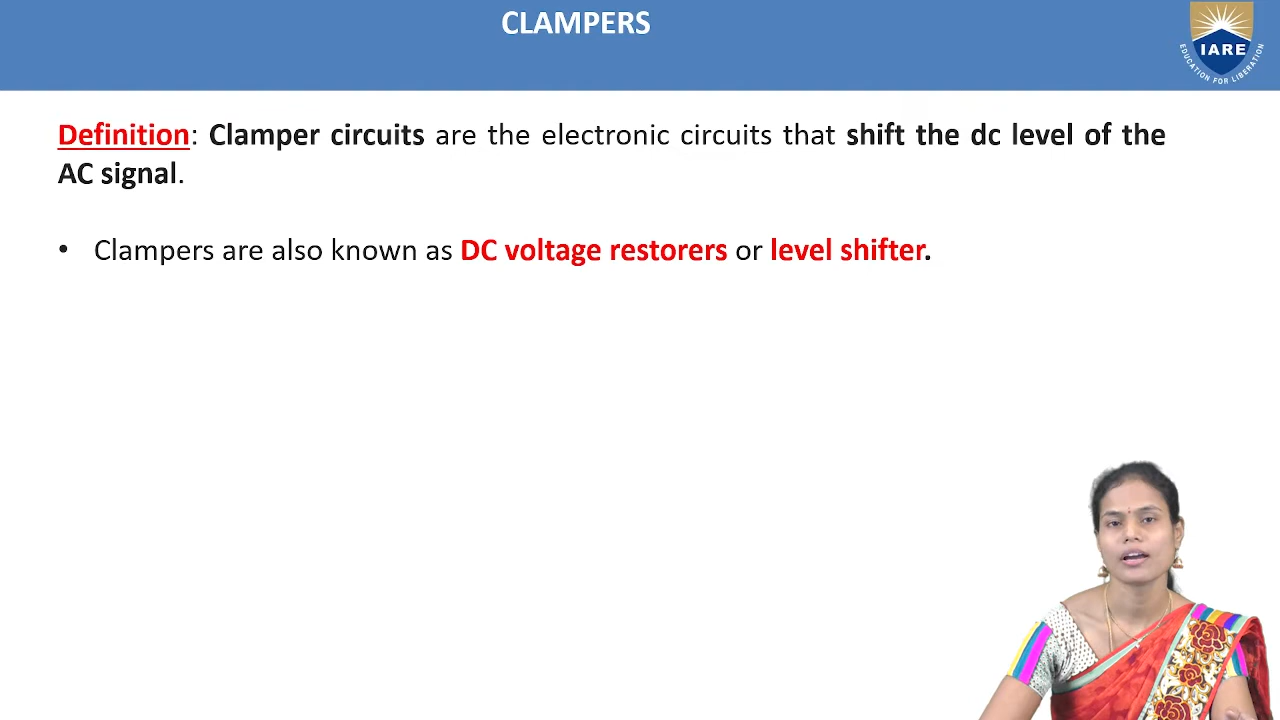 CLAMPERS
IARE
EDUCATION FOR LIBERATION
Definition: Clamper circuits are the electronic circuits that shift the dc level of the
AC signal.
• Clampers are also known as DC voltage restorers or level shifter.